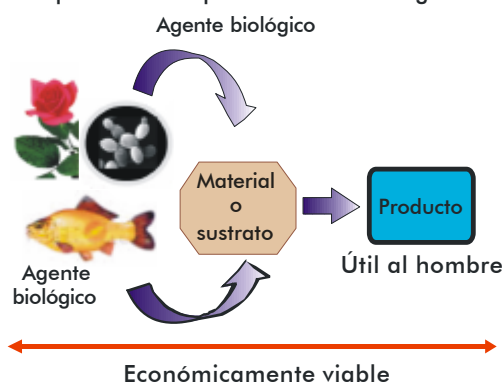 Agente biológico
Material
o
sustrato
Producto
Útil al hombre
Agente
biológico
Económicamente viable